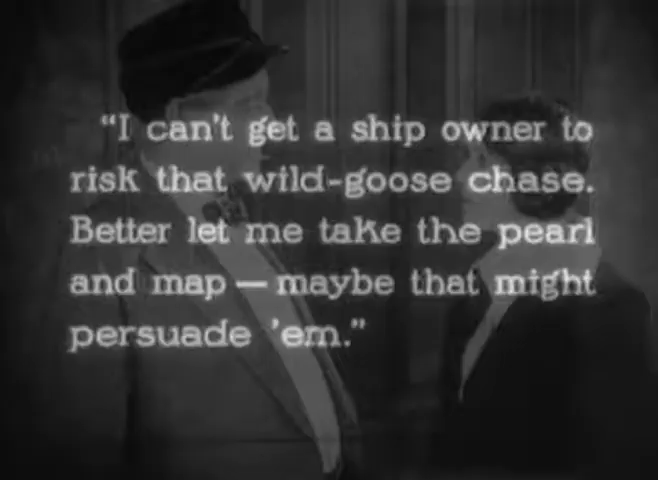 “I can't get a ship owner to
risk that wild-goose chase.
Better let me take the pearl
and map — maybe that might
persuade 'em.”